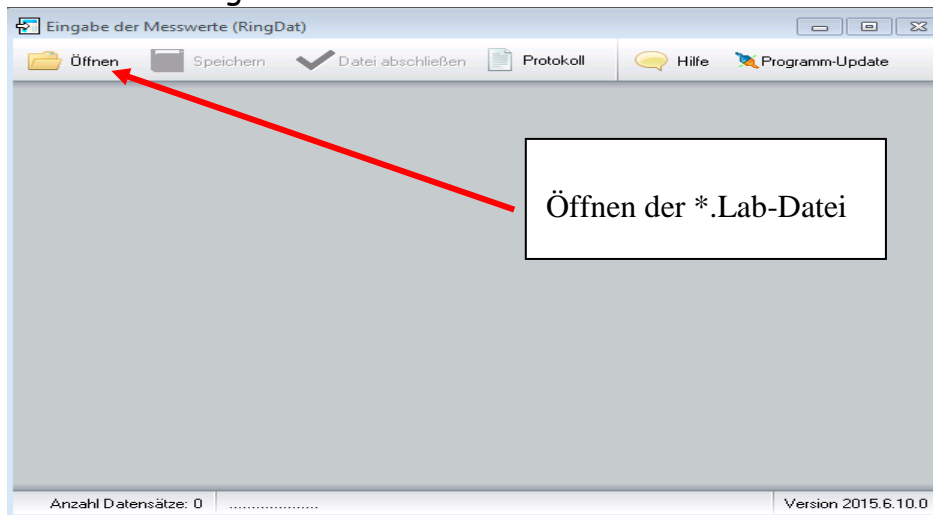 Eingabe der Messwerte (RingDat)
Öffnen Speichern Datei abschließen Protokoll Hilfe Programm-Update
Öffnen der *.Lab-Datei
Anzahl Datensätze: 0 .................... Version 2015.6.10.0